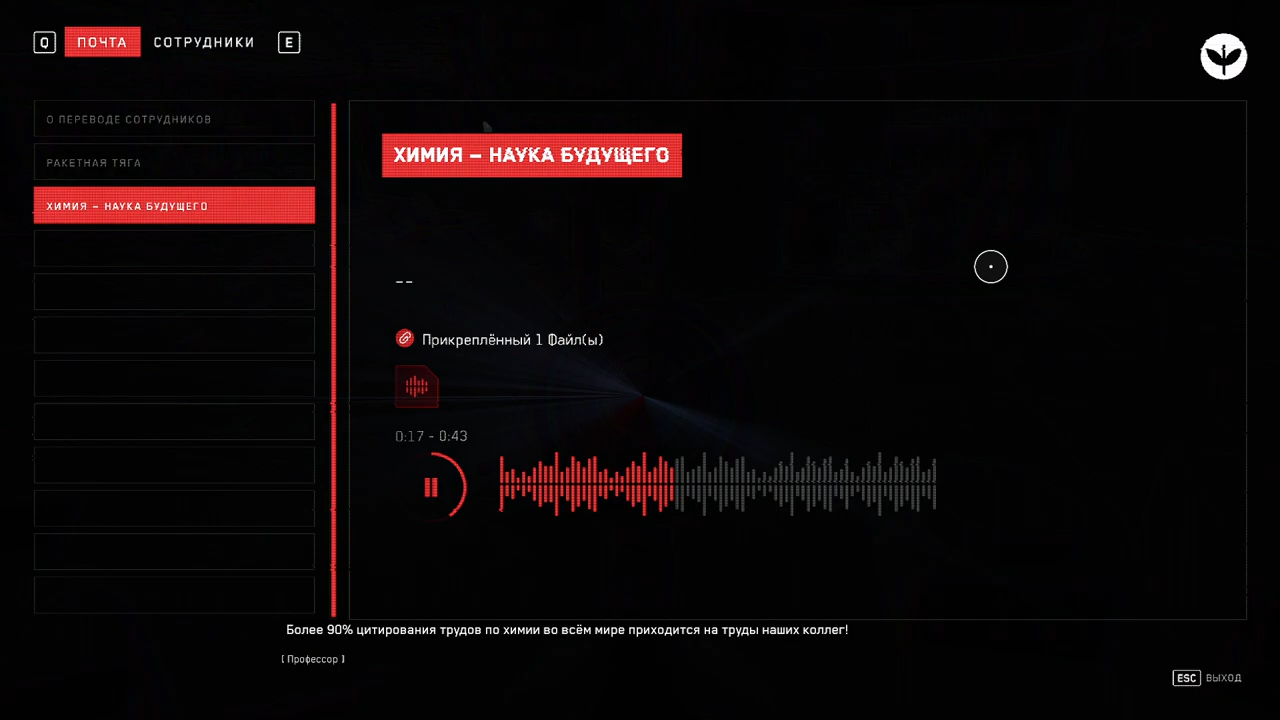 Q ПОЧТА СОТРУДНИКИ E
О ПЕРЕВОДЕ СОТРУДНИКОВ
РАКЕТНАЯ ТЯГА
ХИМИЯ – НАУКА БУДУЩЕГО
ХИМИЯ – НАУКА БУДУЩЕГО
--
Прикреплённый 1 Файл(ы)
0:17 - 0:43
Более 90% цитирования трудов по химии во всём мире приходится на труды наших коллег!
[ Профессор ]
ESC ВЫХОД